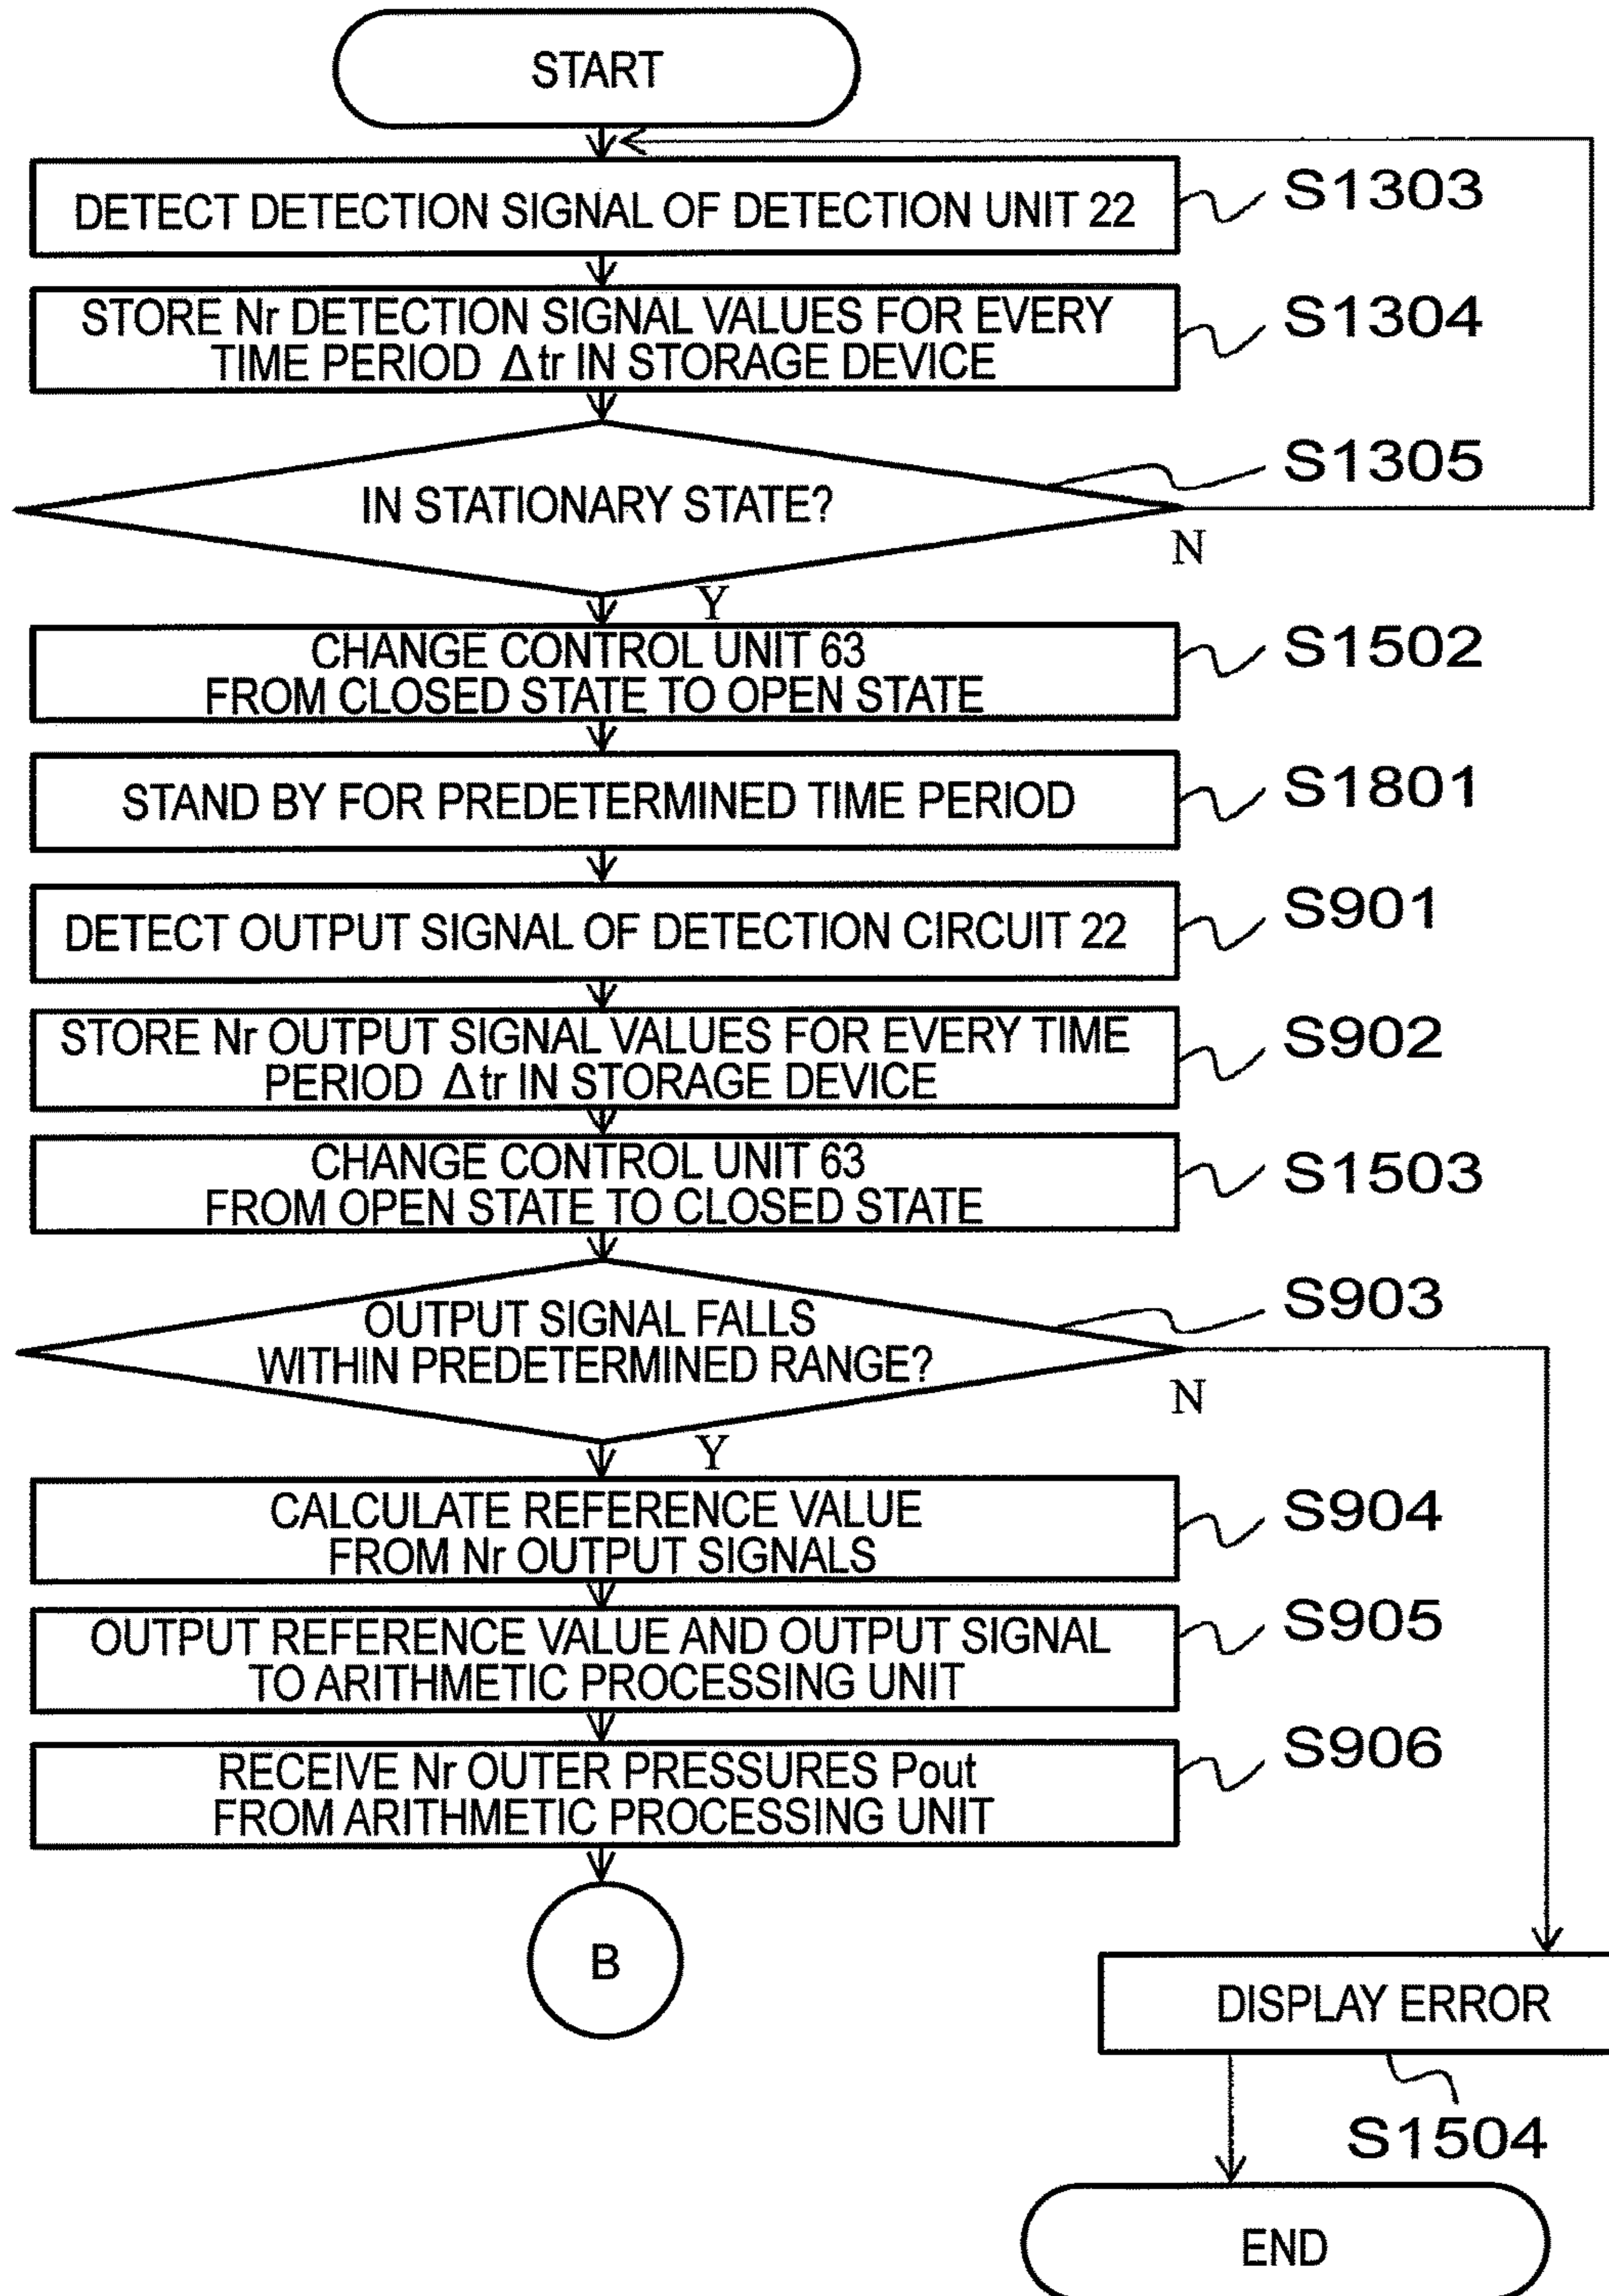 START
DETECT DETECTION SIGNAL OF DETECTION UNIT 22
S1303
STORE Nr DETECTION SIGNAL VALUES FOR EVERY
TIME PERIOD Δtr IN STORAGE DEVICE
S1304
IN STATIONARY STATE?
S1305
N
Y
CHANGE CONTROL UNIT 63
FROM CLOSED STATE TO OPEN STATE
S1502
STAND BY FOR PREDETERMINED TIME PERIOD
S1801
DETECT OUTPUT SIGNAL OF DETECTION CIRCUIT 22
S901
STORE Nr OUTPUT SIGNAL VALUES FOR EVERY TIME
PERIOD Δtr IN STORAGE DEVICE
S902
CHANGE CONTROL UNIT 63
FROM OPEN STATE TO CLOSED STATE
S1503
OUTPUT SIGNAL FALLS
WITHIN PREDETERMINED RANGE?
S903
N
Y
CALCULATE REFERENCE VALUE
FROM Nr OUTPUT SIGNALS
S904
OUTPUT REFERENCE VALUE AND OUTPUT SIGNAL
TO ARITHMETIC PROCESSING UNIT
S905
RECEIVE Nr OUTER PRESSURES Pout
FROM ARITHMETIC PROCESSING UNIT
S906
B
DISPLAY ERROR
S1504
END